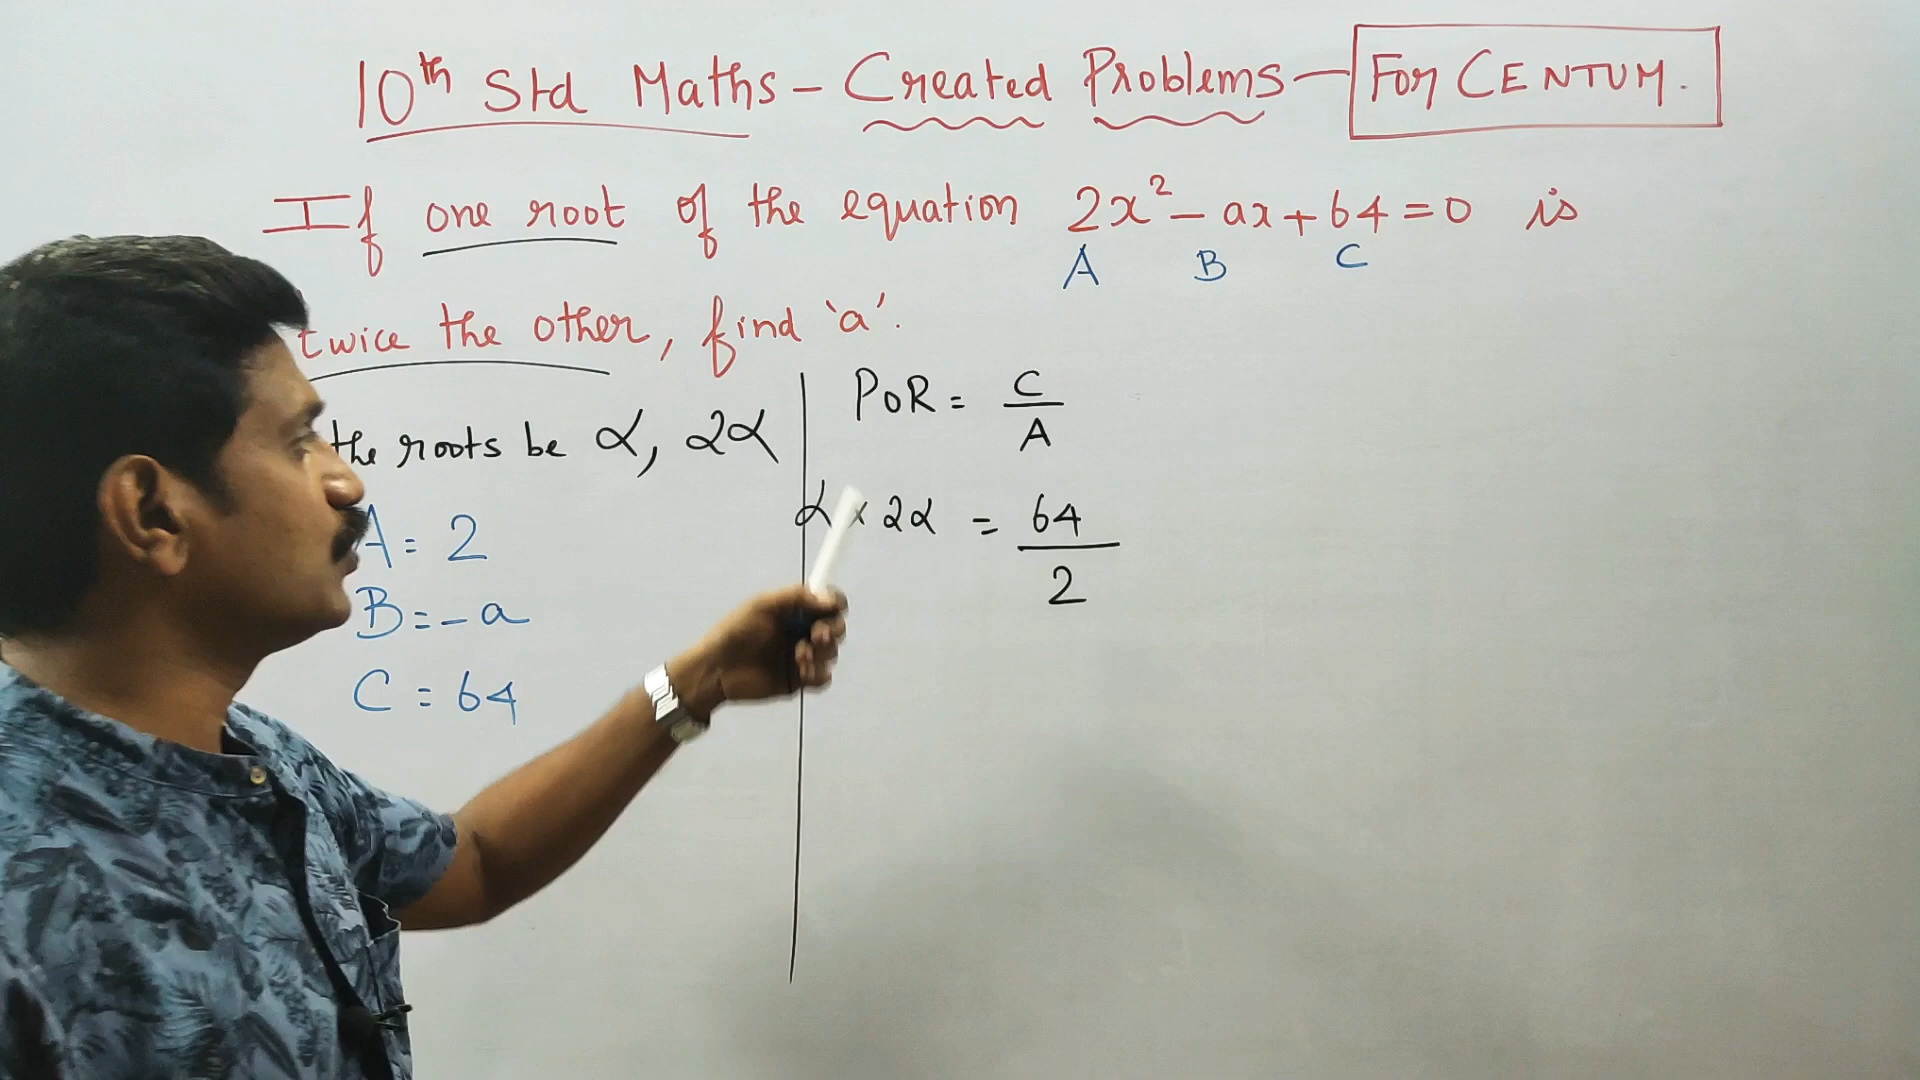 10th Std Maths - Created Problems - For CENTUM.
If one root of the equation 2x² - ax + 64 = 0 is
A B C
twice the other, find 'a'.
the roots be α, 2α
A = 2
B = - a
C = 64
PoR = C/A
α × 2α = 64/2